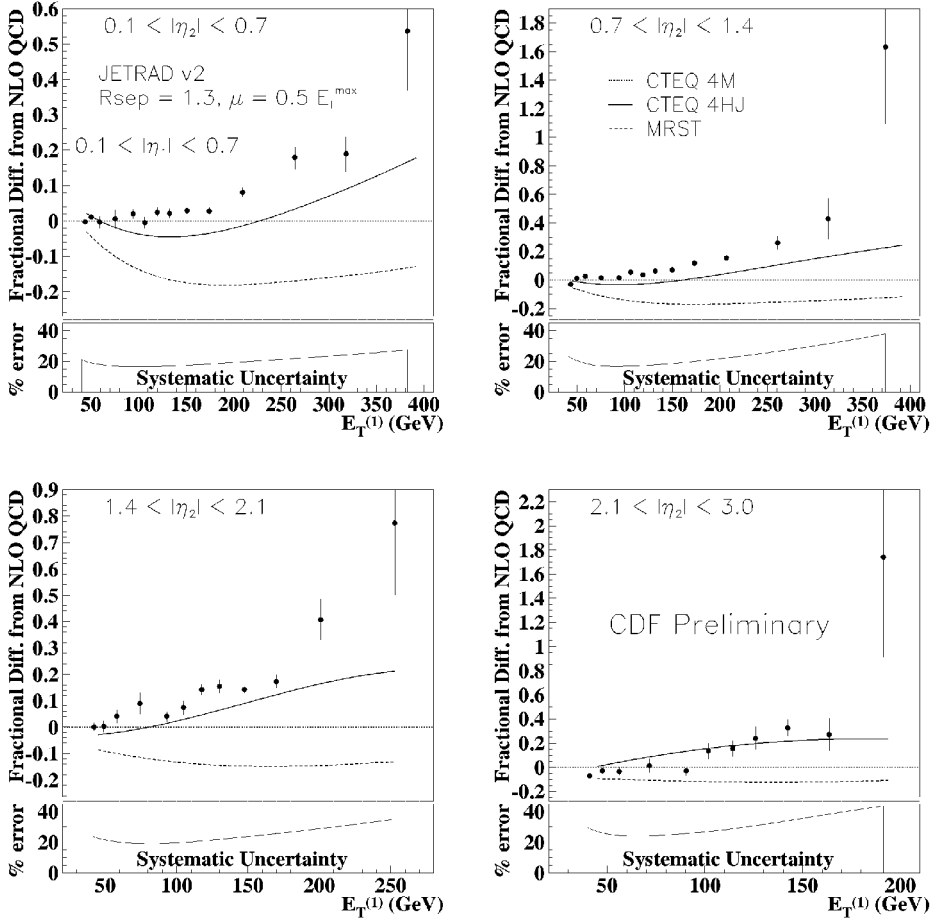 0.1 < |η₂| < 0.7
JETRAD v2
Rsep = 1.3, μ = 0.5 E max
0.1 < |η | < 0.7
Fractional Diff. from NLO QCD
0.6
0.5
0.4
0.3
0.2
0.1
0
-0.1
-0.2
% error
40
20
0
Systematic Uncertainty
50 100 150 200 250 300 350 400
E_T⁽¹⁾ (GeV)
0.7 < |η₂| < 1.4
CTEQ 4M
CTEQ 4HJ
MRST
Fractional Diff. from NLO QCD
1.8
1.6
1.4
1.2
1
0.8
0.6
0.4
0.2
0
-0.2
% error
40
20
0
Systematic Uncertainty
50 100 150 200 250 300 350 400
E_T⁽¹⁾ (GeV)
1.4 < |η₂| < 2.1
Fractional Diff. from NLO QCD
0.9
0.8
0.7
0.6
0.5
0.4
0.3
0.2
0.1
0
-0.1
-0.2
% error
40
20
0
Systematic Uncertainty
50 100 150 200 250
E_T⁽¹⁾ (GeV)
2.1 < |η₂| < 3.0
CDF Preliminary
Fractional Diff. from NLO QCD
2.2
2
1.8
1.6
1.4
1.2
1
0.8
0.6
0.4
0.2
0
-0.2
% error
40
20
0
Systematic Uncertainty
50 100 150 200
E_T⁽¹⁾ (GeV)